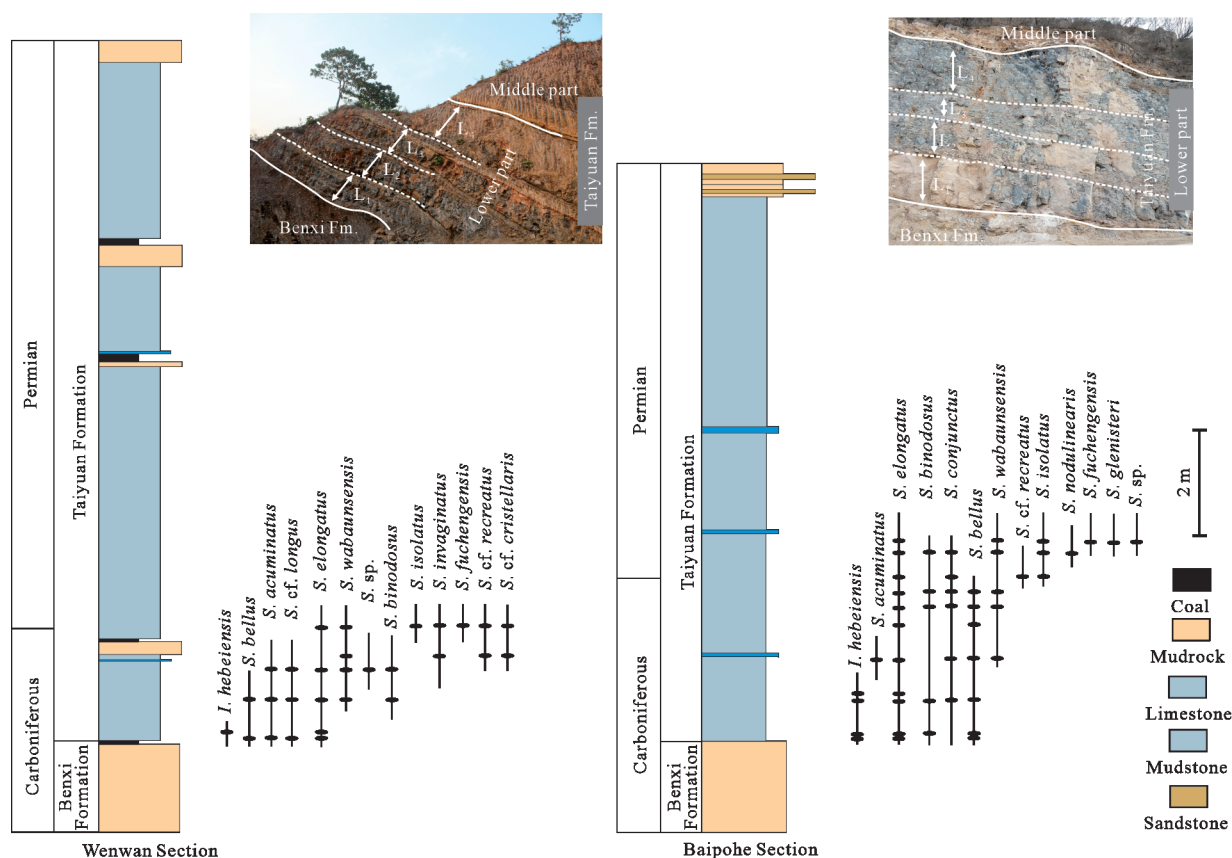 Permian
Carboniferous
Taiyuan Formation
Benxi
Formation
Wenwan Section
Middle part
Lower part
Taiyuan Fm.
Benxi Fm.
L₁
L₂
I. hebeiensis
S. bellus
S. acuminatus
S. cf. longus
S. elongatus
S. wabaunsensis
S. sp.
S. binodosus
S. isolatus
S. invaginatus
S. fuchengensis
S. cf. recreatus
S. cf. cristellaris
Permian
Carboniferous
Taiyuan Formation
Benxi
Formation
Baipohe Section
Middle part
Taiyuan Fm.
Lower part
Benxi Fm.
I. hebeiensis
S. acuminatus
S. elongatus
S. binodosus
S. conjunctus
S. bellus
S. wabaunsensis
S. cf. recreatus
S. isolatus
S. nodulinearis
S. fuchengensis
S. glenisteri
S. sp.
2 m
Coal
Mudrock
Limestone
Mudstone
Sandstone